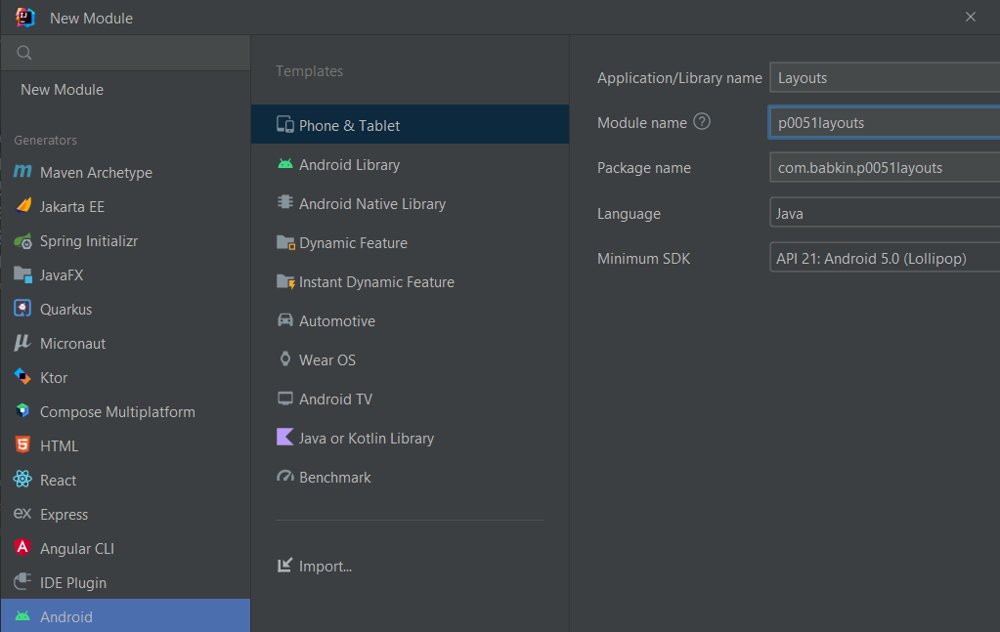 New Module
New Module
Generators
Maven Archetype
Jakarta EE
Spring Initializr
JavaFX
Quarkus
Micronaut
Ktor
Compose Multiplatform
HTML
React
Express
Angular CLI
IDE Plugin
Android
Templates
Phone & Tablet
Android Library
Android Native Library
Dynamic Feature
Instant Dynamic Feature
Automotive
Wear OS
Android TV
Java or Kotlin Library
Benchmark
Import...
Application/Library name Layouts
Module name ? p0051layouts
Package name com.babkin.p0051layouts
Language Java
Minimum SDK API 21: Android 5.0 (Lollipop)